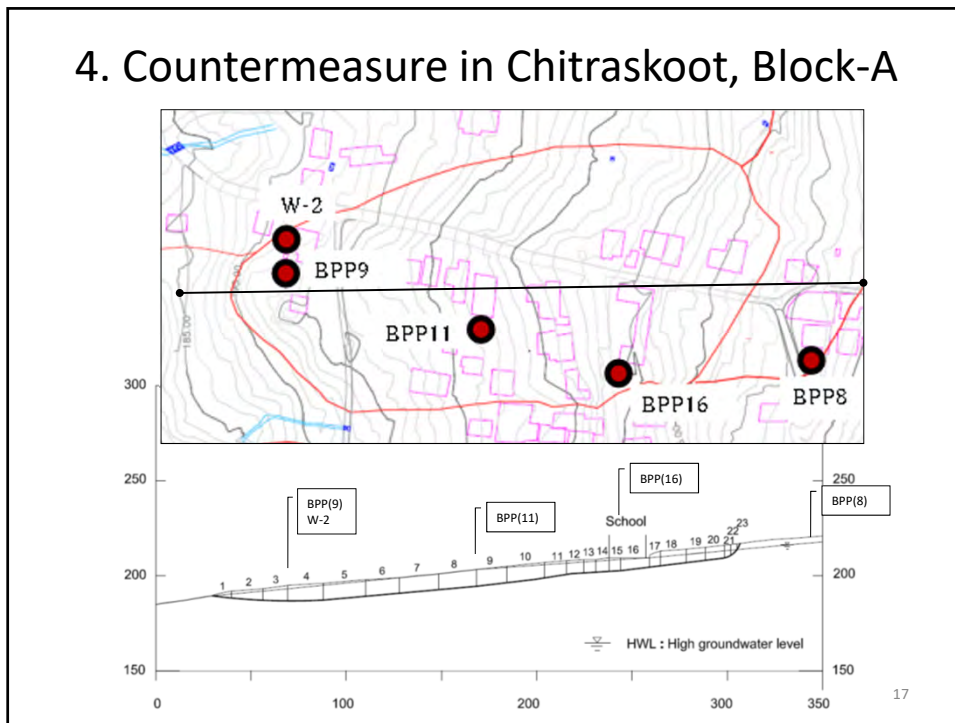 4. Countermeasure in Chitraskoot, Block-A
W-2
BPP9
BPP11
BPP16
BPP8
185.00
300
250
200
150
BPP(9)
W-2
BPP(11)
BPP(16)
School
BPP(8)
250
200
150
1 2 3 4 5 6 7 8 9 10 11 12 13 14 15 16 17 18 19 20 21 22 23
HWL : High groundwater level
0 100 200 300 350
17